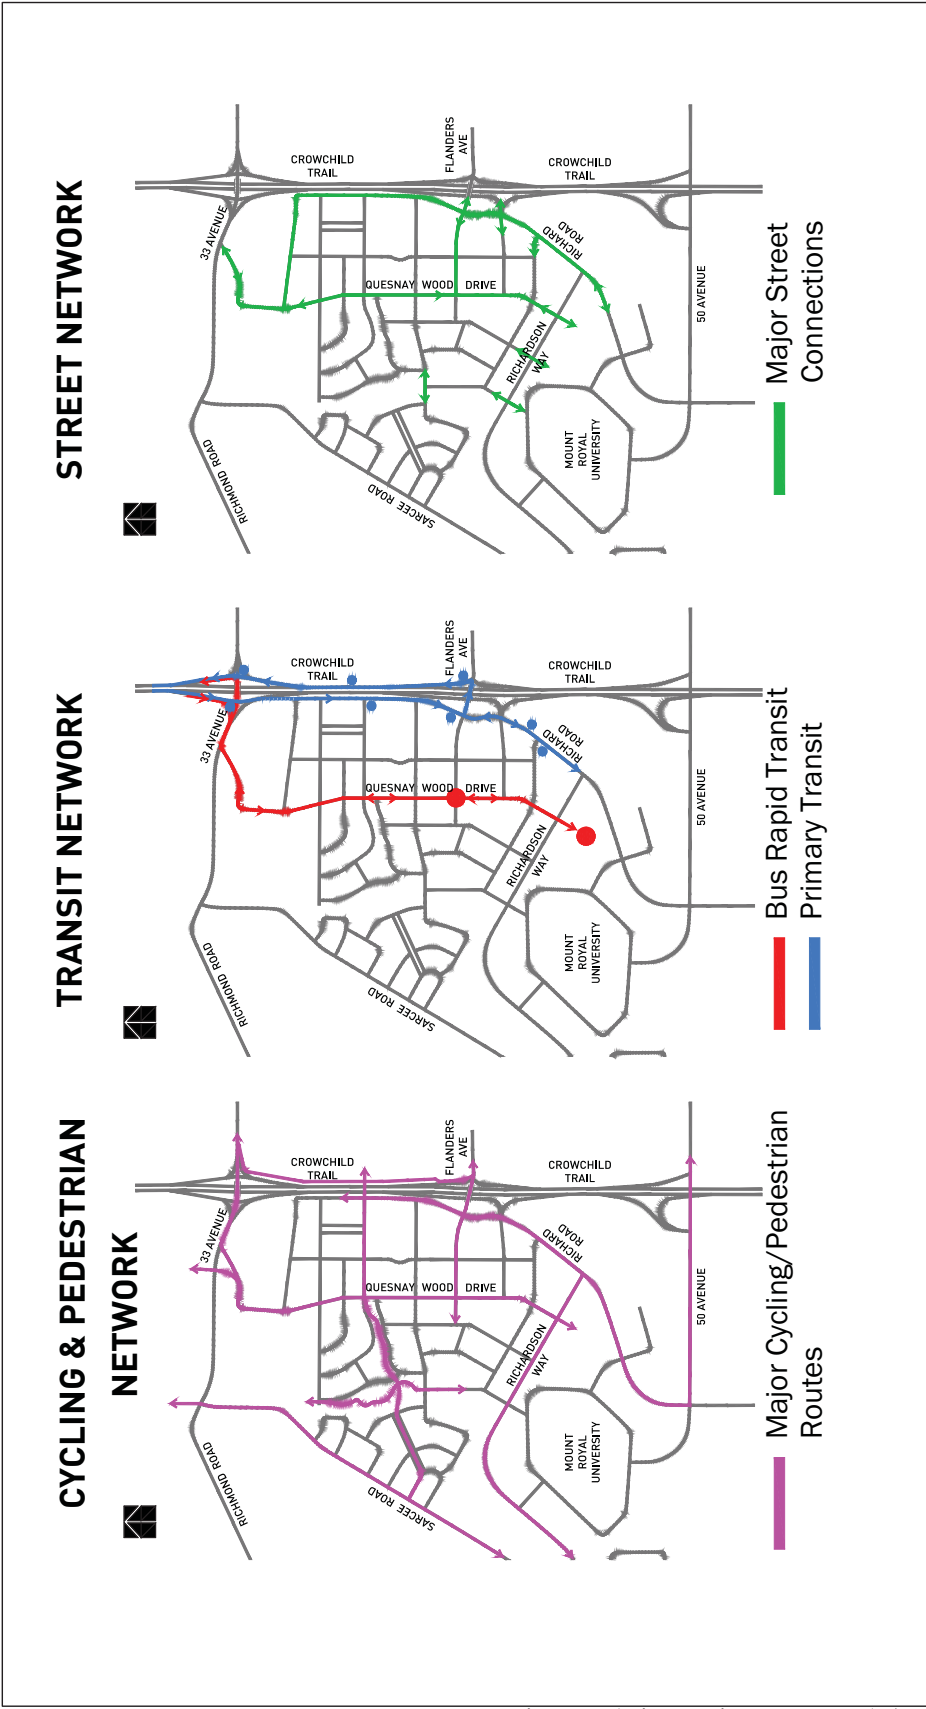 CYCLING & PEDESTRIAN
NETWORK
33 AVENUE
CROWCHILD
TRAIL
FLANDERS
AVE
CROWCHILD
TRAIL
RICHMOND ROAD
QUESNAY WOOD DRIVE
RICHARD
ROAD
RICHARDSON
WAY
SARCEE ROAD
MOUNT
ROYAL
UNIVERSITY
50 AVENUE
Major Cycling/Pedestrian
Routes
TRANSIT NETWORK
33 AVENUE
CROWCHILD
TRAIL
FLANDERS
AVE
CROWCHILD
TRAIL
RICHMOND ROAD
QUESNAY WOOD DRIVE
RICHARD
ROAD
RICHARDSON
WAY
SARCEE ROAD
MOUNT
ROYAL
UNIVERSITY
50 AVENUE
Bus Rapid Transit
Primary Transit
STREET NETWORK
33 AVENUE
CROWCHILD
TRAIL
FLANDERS
AVE
CROWCHILD
TRAIL
RICHMOND ROAD
QUESNAY WOOD DRIVE
RICHARD
ROAD
RICHARDSON
WAY
SARCEE ROAD
MOUNT
ROYAL
UNIVERSITY
50 AVENUE
Major Street
Connections